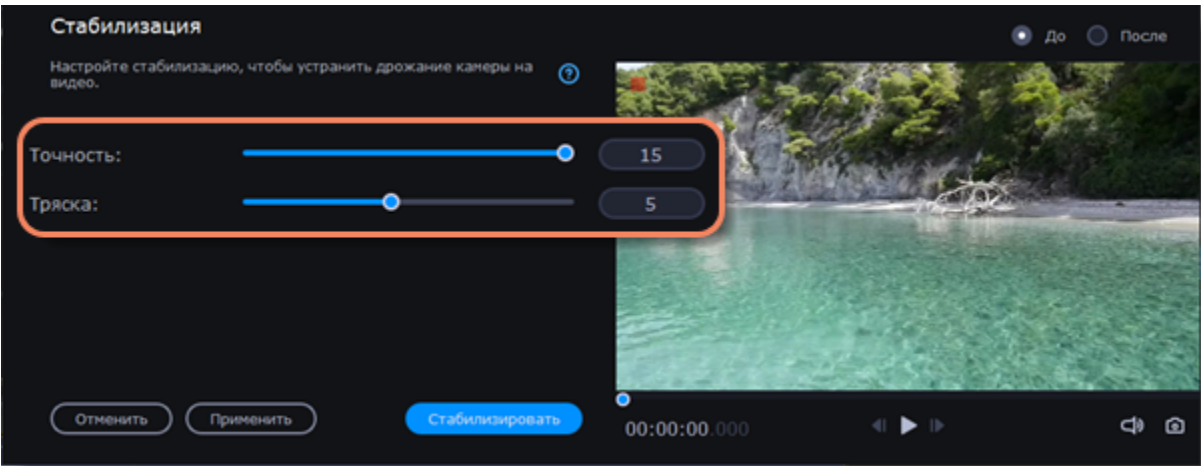 Стабилизация
Настройте стабилизацию, чтобы устранить дрожание камеры на
видео.
?
До
После
Точность:
15
Тряска:
5
Отменить
Применить
Стабилизировать
00:00:00.000